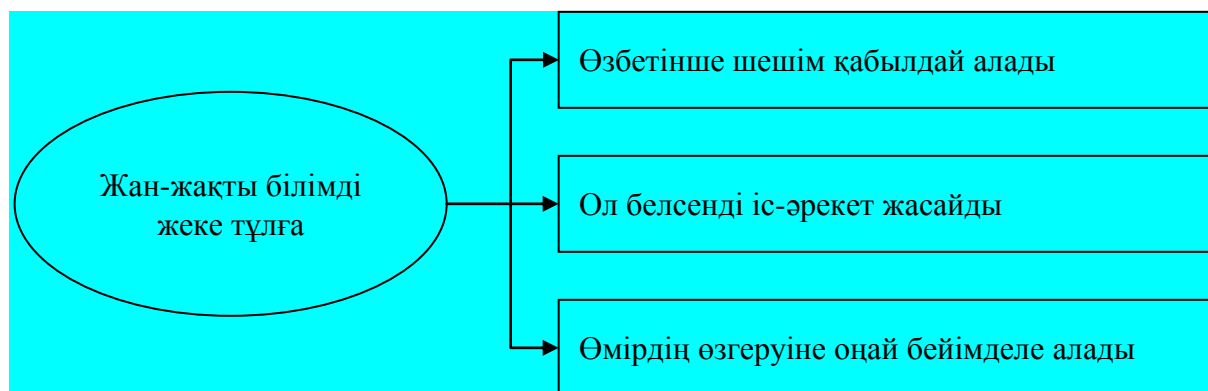 Жан-жақты білімді
жеке тұлға
Өзбетінше шешім қабылдай алады
Ол белсенді іс-әрекет жасайды
Өмірдің өзгеруіне оңай бейімделе алады